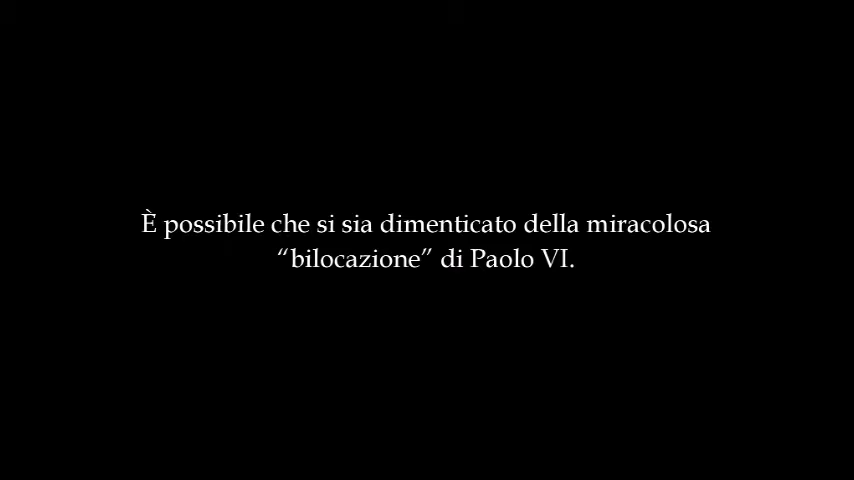 È possibile che si sia dimenticato della miracolosa
“bilocazione” di Paolo VI.